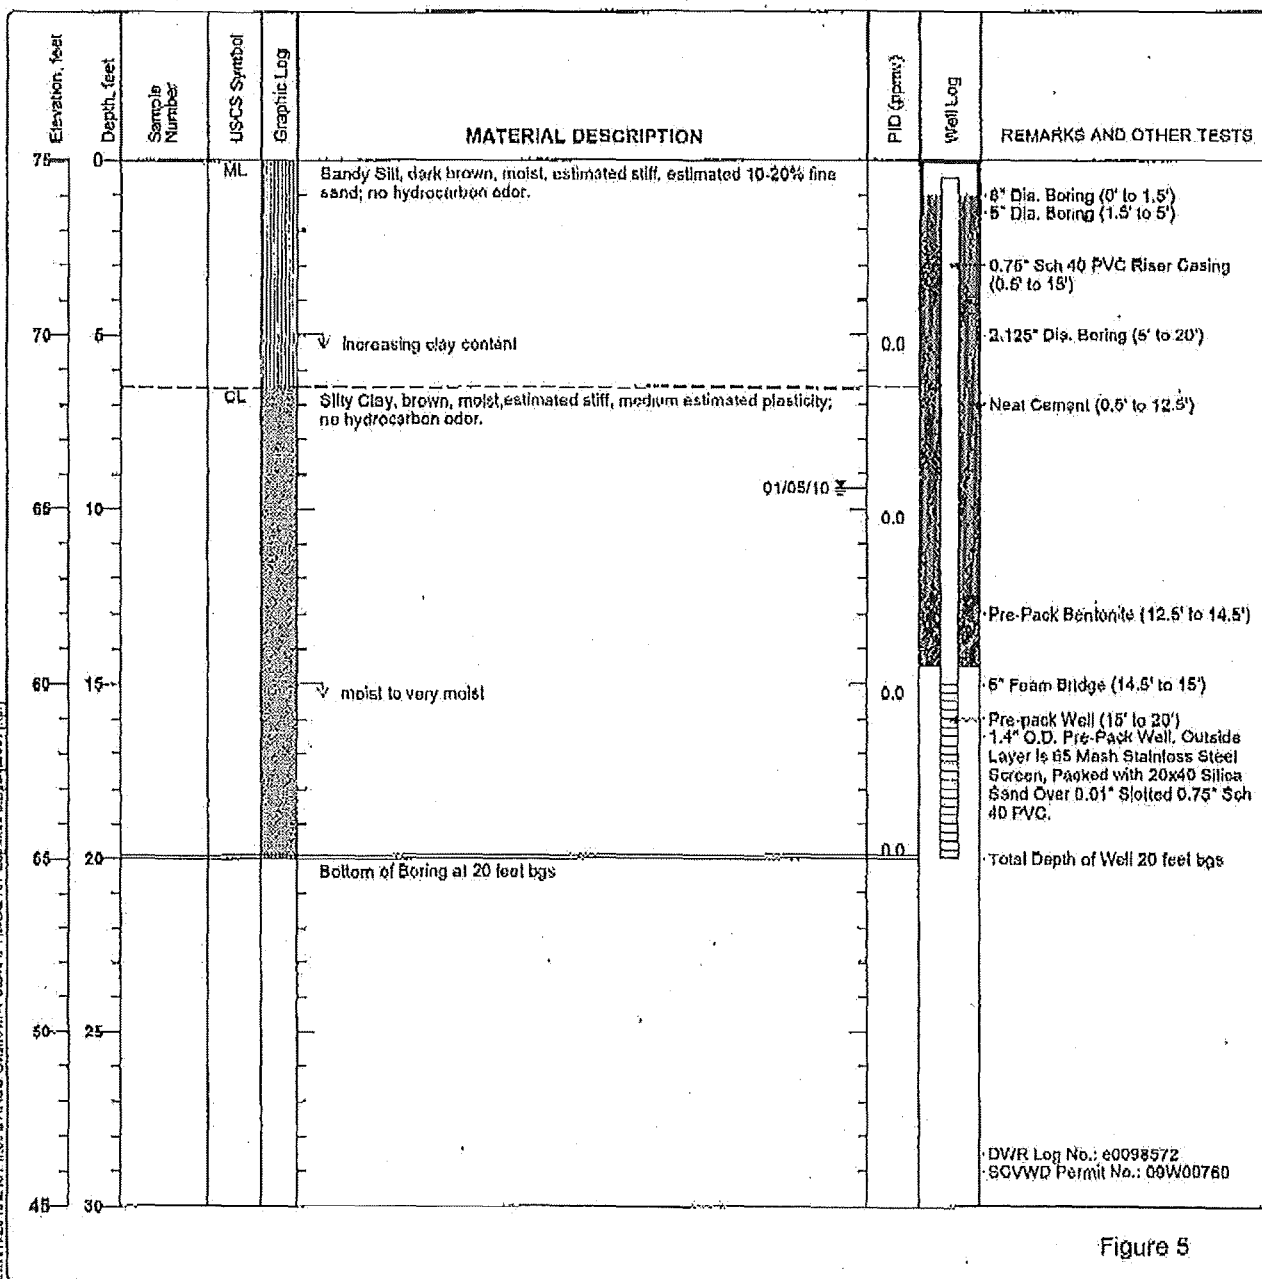 Elevation, feet
Depth, feet
Sample
Number
USCS Symbol
Graphic Log
MATERIAL DESCRIPTION
PID (ppmv)
Well Log
REMARKS AND OTHER TESTS
75 0
ML
Sandy Silt, dark brown, moist, estimated stiff, estimated 10-20% fine
sand; no hydrocarbon odor.
8" Dia. Boring (0' to 1.5')
5" Dia. Boring (1.5' to 5')
0.75" Sch 40 PVC Riser Casing
(0.5' to 15')
70 5
increasing clay content
0.0
2.125" Dia. Boring (5' to 20')
CL
Silty Clay, brown, moist, estimated stiff, medium estimated plasticity;
no hydrocarbon odor.
Neat Cement (0.5' to 12.5')
01/05/10
65 10
0.0
Pre-Pack Bentonite (12.5' to 14.5')
60 15
moist to very moist
0.0
6" Foam Bridge (14.5' to 15')
Pre-pack Well (15' to 20')
1.4" O.D. Pre-Pack Well, Outside
Layer is 65 Mesh Stainless Steel
Screen, Packed with 20x40 Silica
Sand Over 0.01" Slotted 0.75" Sch
40 PVC.
55 20
0.0
Bottom of Boring at 20 feet bgs
Total Depth of Well 20 feet bgs
50 25
DWR Log No.: e0098572
SCVWD Permit No.: 09W00760
45 30
Figure 5